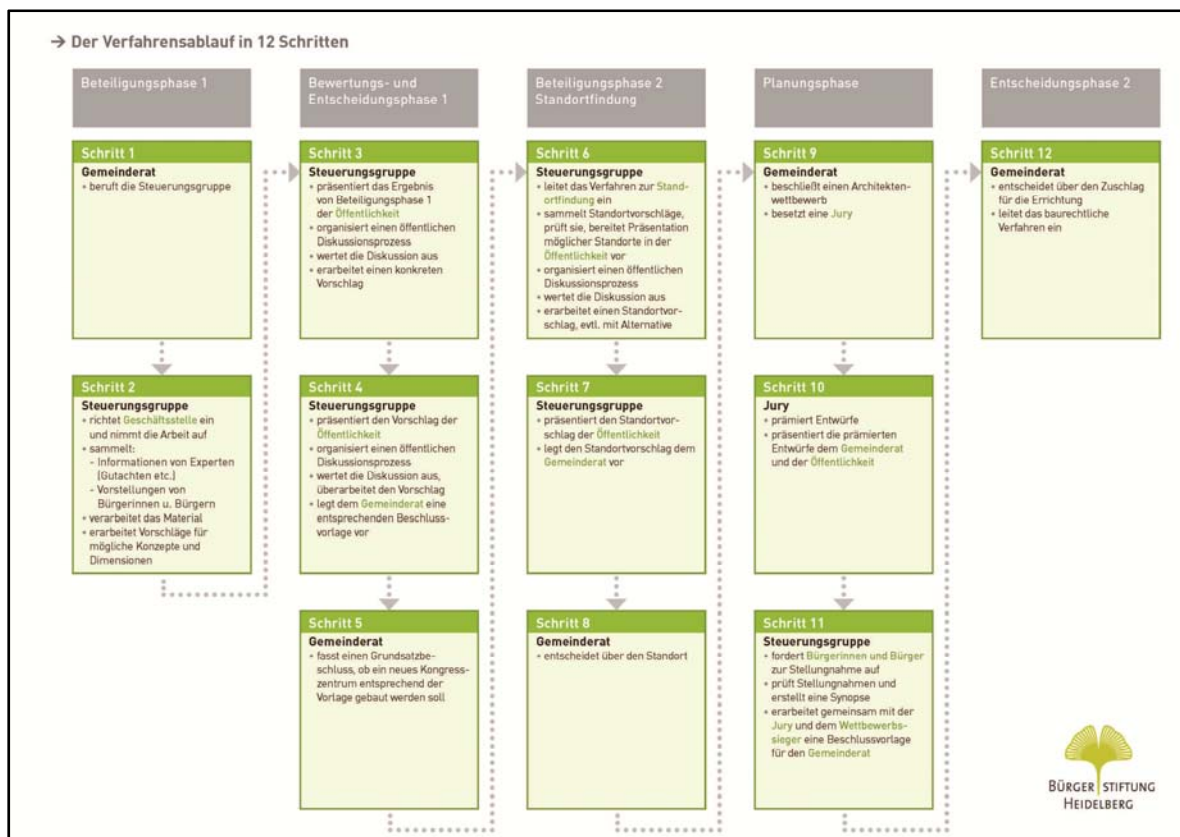 → Der Verfahrensablauf in 12 Schritten
Beteiligungsphase 1
Bewertungs- und
Entscheidungsphase 1
Beteiligungsphase 2
Standortfindung
Planungsphase
Entscheidungsphase 2
Schritt 1
Gemeinderat
• beruft die Steuerungsgruppe
Schritt 2
Steuerungsgruppe
• richtet Geschäftsstelle ein
und nimmt die Arbeit auf
• sammelt:
- Informationen von Experten
(Gutachten etc.)
- Vorstellungen von
Bürgerinnen u. Bürgern
• verarbeitet das Material
• erarbeitet Vorschläge für
mögliche Konzepte und
Dimensionen
Schritt 3
Steuerungsgruppe
• präsentiert das Ergebnis
von Beteiligungsphase 1
der Öffentlichkeit
• organisiert einen öffentlichen
Diskussionsprozess
• wertet die Diskussion aus
• erarbeitet einen konkreten
Vorschlag
Schritt 4
Steuerungsgruppe
• präsentiert den Vorschlag der
Öffentlichkeit
• organisiert einen öffentlichen
Diskussionsprozess
• wertet die Diskussion aus,
überarbeitet den Vorschlag
• legt dem Gemeinderat eine
entsprechenden Beschluss-
vorlage vor
Schritt 5
Gemeinderat
• fasst einen Grundsatzbe-
schluss, ob ein neues Kongress-
zentrum entsprechend der
Vorlage gebaut werden soll
Schritt 6
Steuerungsgruppe
• leitet das Verfahren zur Stand-
ortfindung ein
• sammelt Standortvorschläge,
prüft sie, bereitet Präsentation
möglicher Standorte in der
Öffentlichkeit vor
• organisiert einen öffentlichen
Diskussionsprozess
• wertet die Diskussion aus
• erarbeitet einen Standortvor-
schlag, evtl. mit Alternative
Schritt 7
Steuerungsgruppe
• präsentiert den Standortvor-
schlag der Öffentlichkeit
• legt den Standortvorschlag dem
Gemeinderat vor
Schritt 8
Gemeinderat
• entscheidet über den Standort
Schritt 9
Gemeinderat
• beschließt einen Architekten-
wettbewerb
• besetzt eine Jury
Schritt 10
Jury
• prämiert Entwürfe
• präsentiert die prämierten
Entwürfe dem Gemeinderat
und der Öffentlichkeit
Schritt 11
Steuerungsgruppe
• fordert Bürgerinnen und Bürger
zur Stellungnahme auf
• prüft Stellungnahmen und
erstellt eine Synopse
• erarbeitet gemeinsam mit der
Jury und dem Wettbewerbs-
sieger eine Beschlussvorlage
für den Gemeinderat
Schritt 12
Gemeinderat
• entscheidet über den Zuschlag
für die Errichtung
• leitet das baurechtliche
Verfahren ein
BÜRGER STIFTUNG
HEIDELBERG